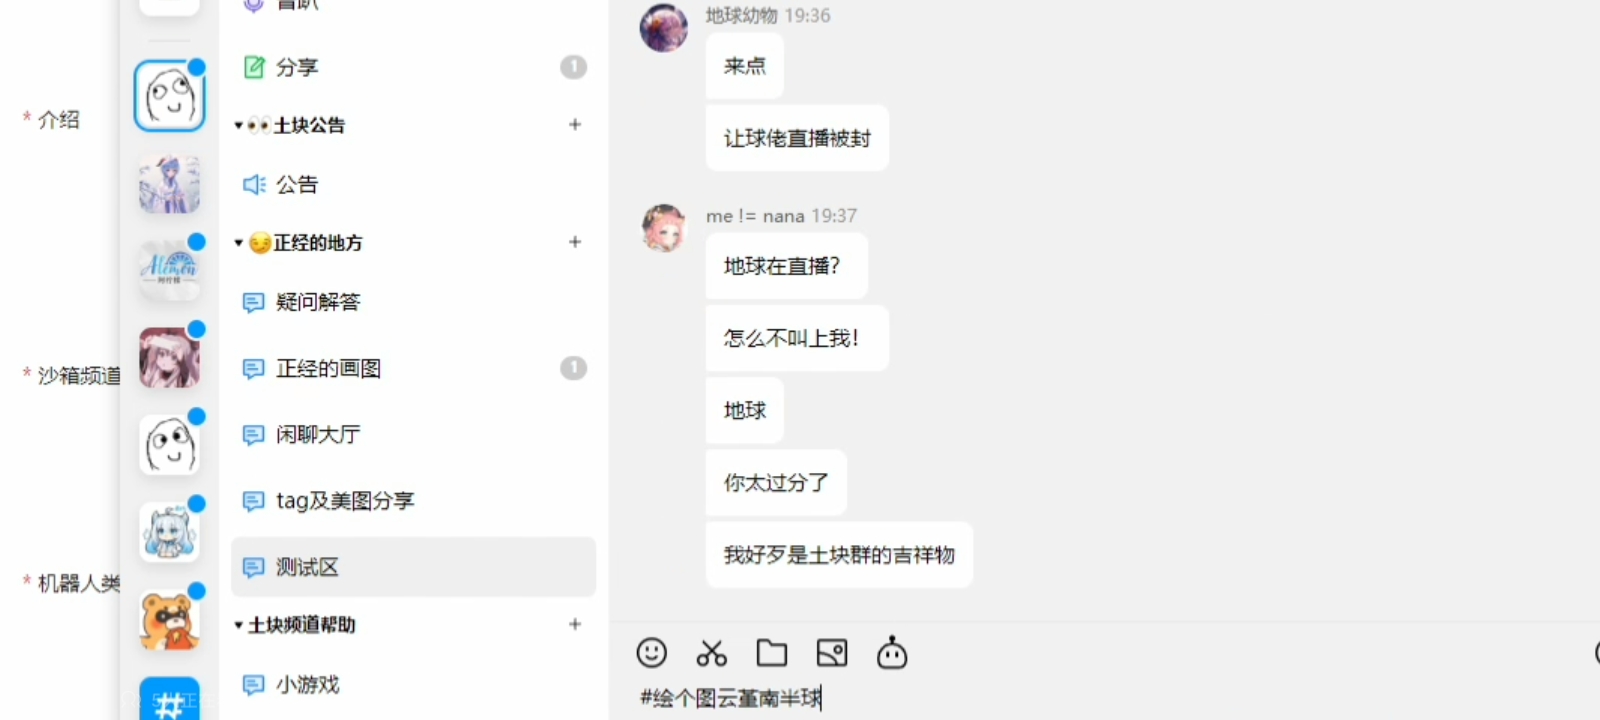 * 介绍
* 沙箱频道
* 机器人类
Alemon
#
音趴
分享
1
土块公告
+
公告
正经的地方
+
疑问解答
正经的画图
1
闲聊大厅
tag及美图分享
测试区
土块频道帮助
+
小游戏
地球幼物 19:36
来点
让球佬直播被封
me != nana 19:37
地球在直播?
怎么不叫上我!
地球
你太过分了
我好歹是土块群的吉祥物
#绘个图云堇南半球